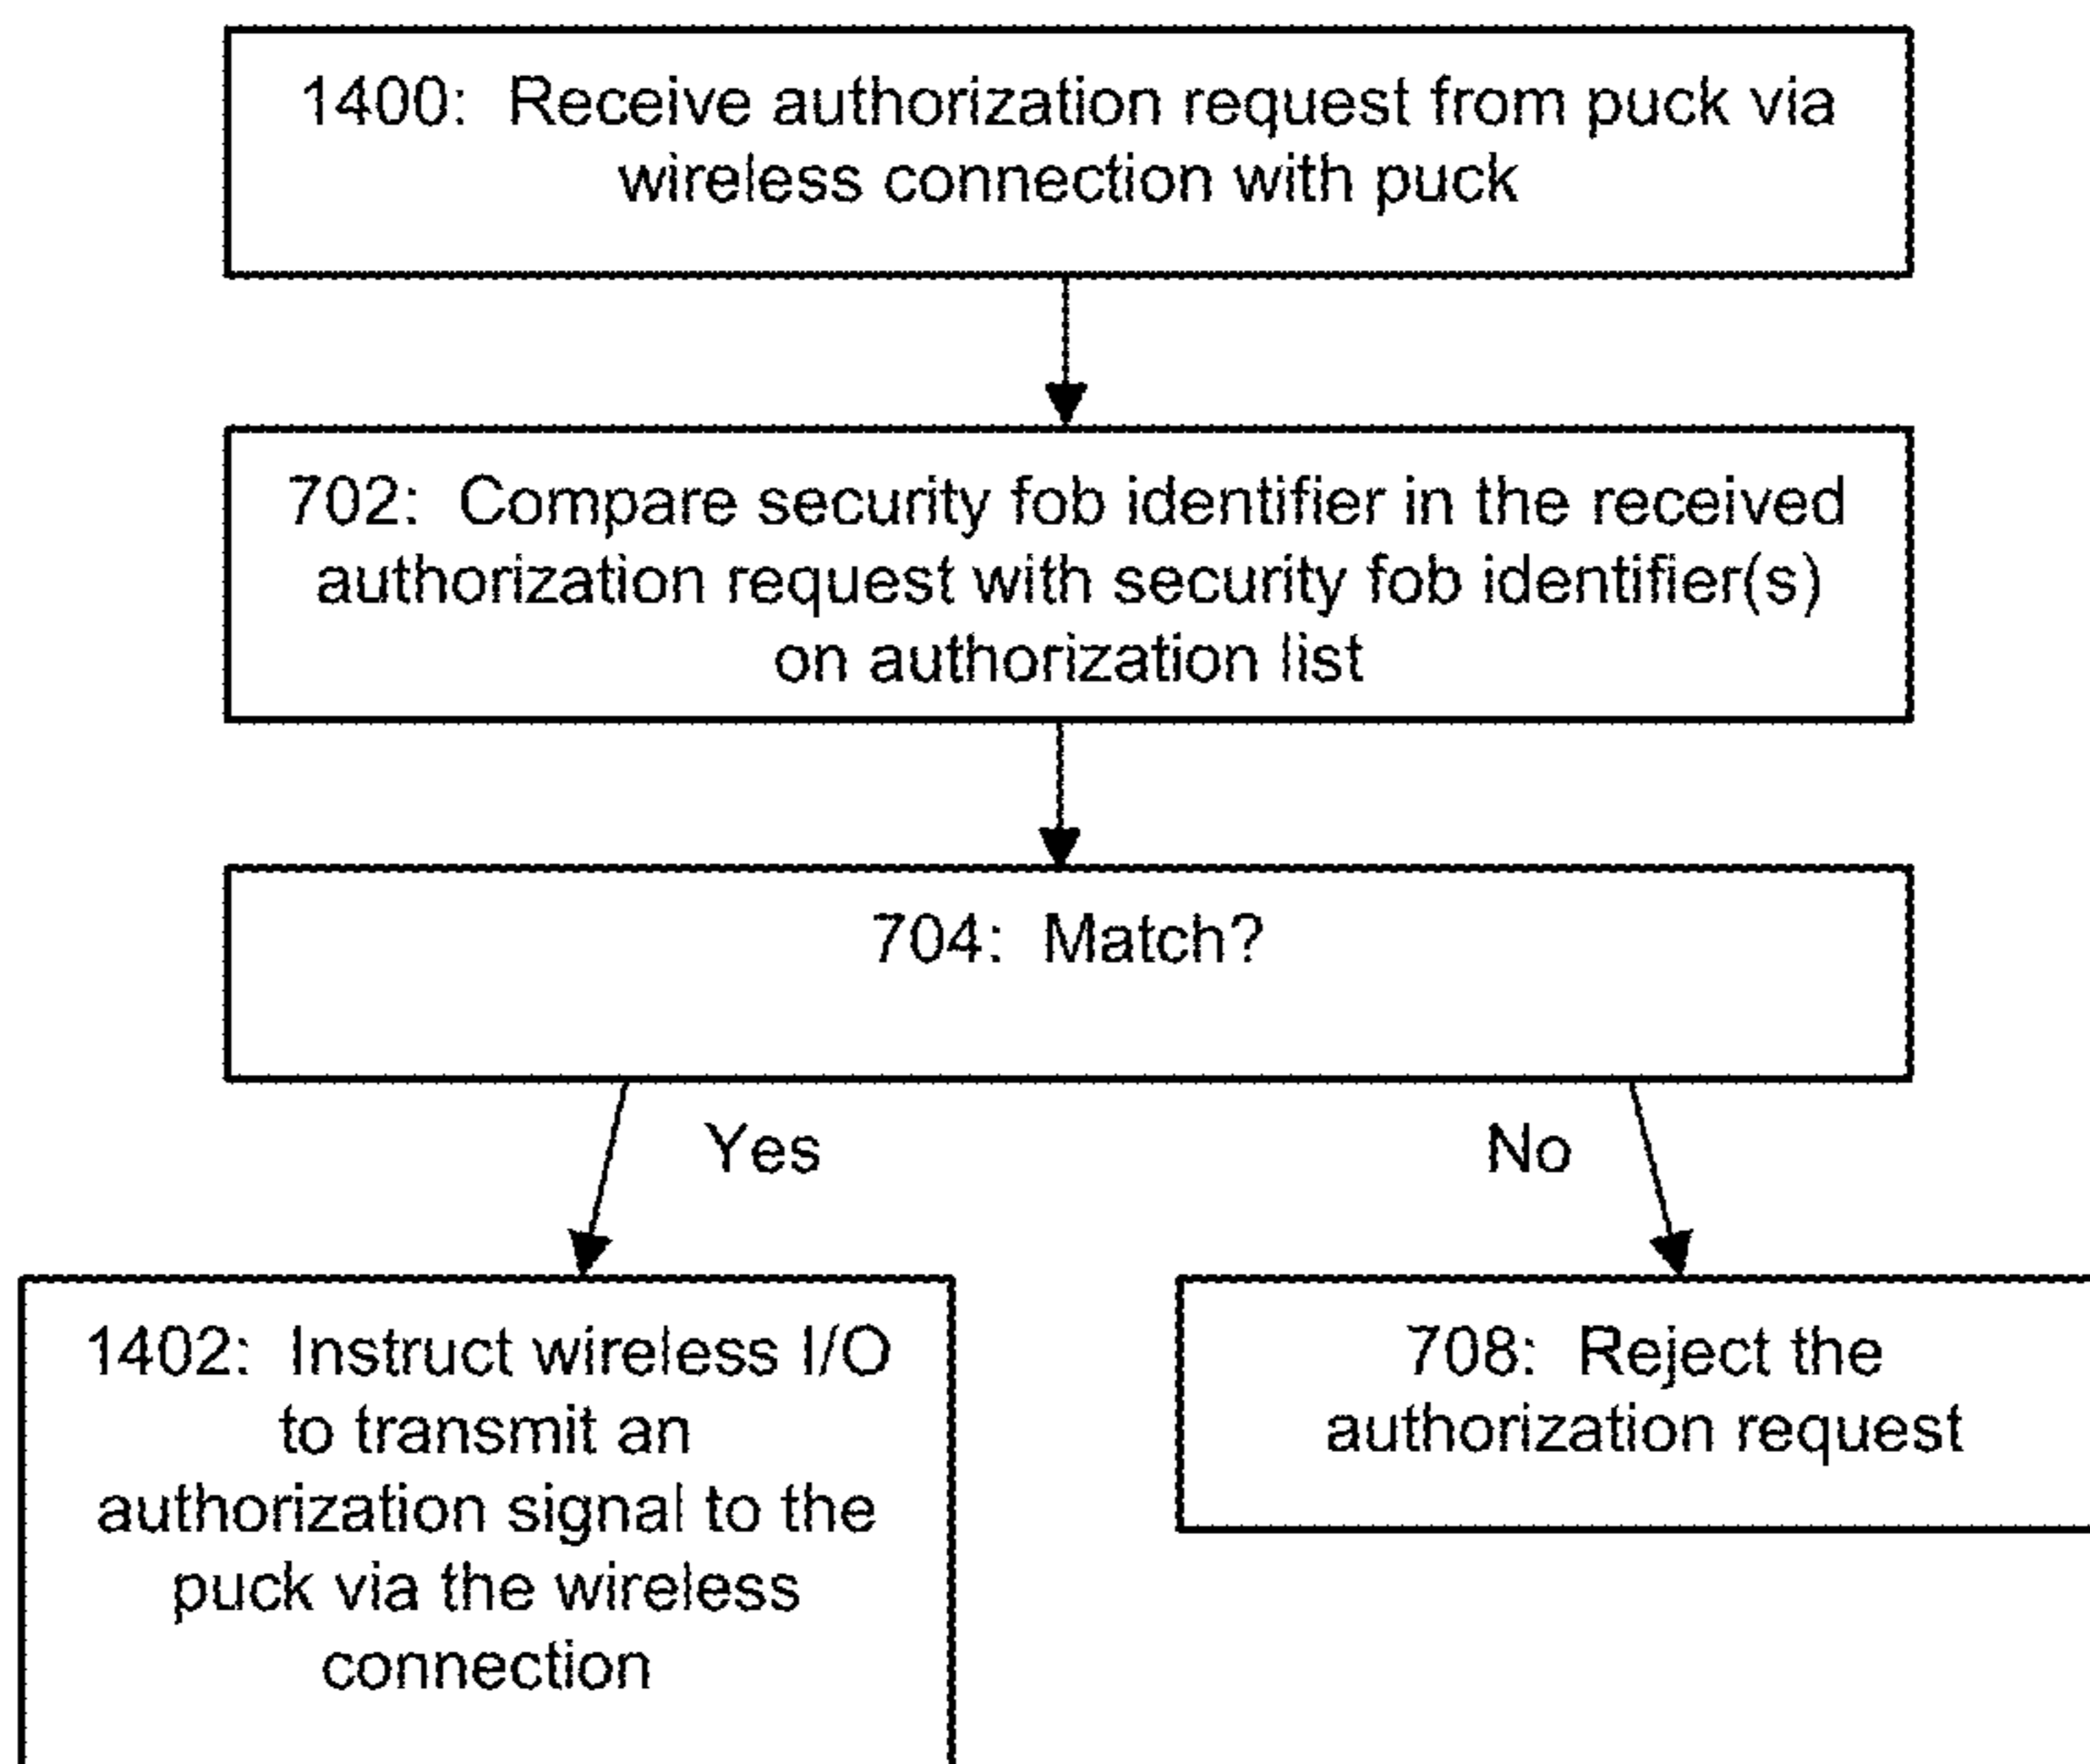 1400: Receive authorization request from puck via
wireless connection with puck
702: Compare security fob identifier in the received
authorization request with security fob identifier(s)
on authorization list
704: Match?
Yes
No
1402: Instruct wireless I/O
to transmit an
authorization signal to the
puck via the wireless
connection
708: Reject the
authorization request